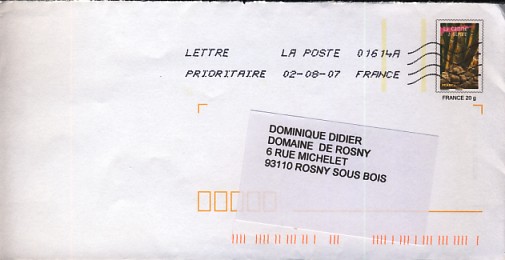 LETTRE LA POSTE 01614A
PRIORITAIRE 02-08-07 FRANCE
FRANCE 20 g
DOMINIQUE DIDIER
DOMAINE DE ROSNY
6 RUE MICHELET
93110 ROSNY SOUS BOIS